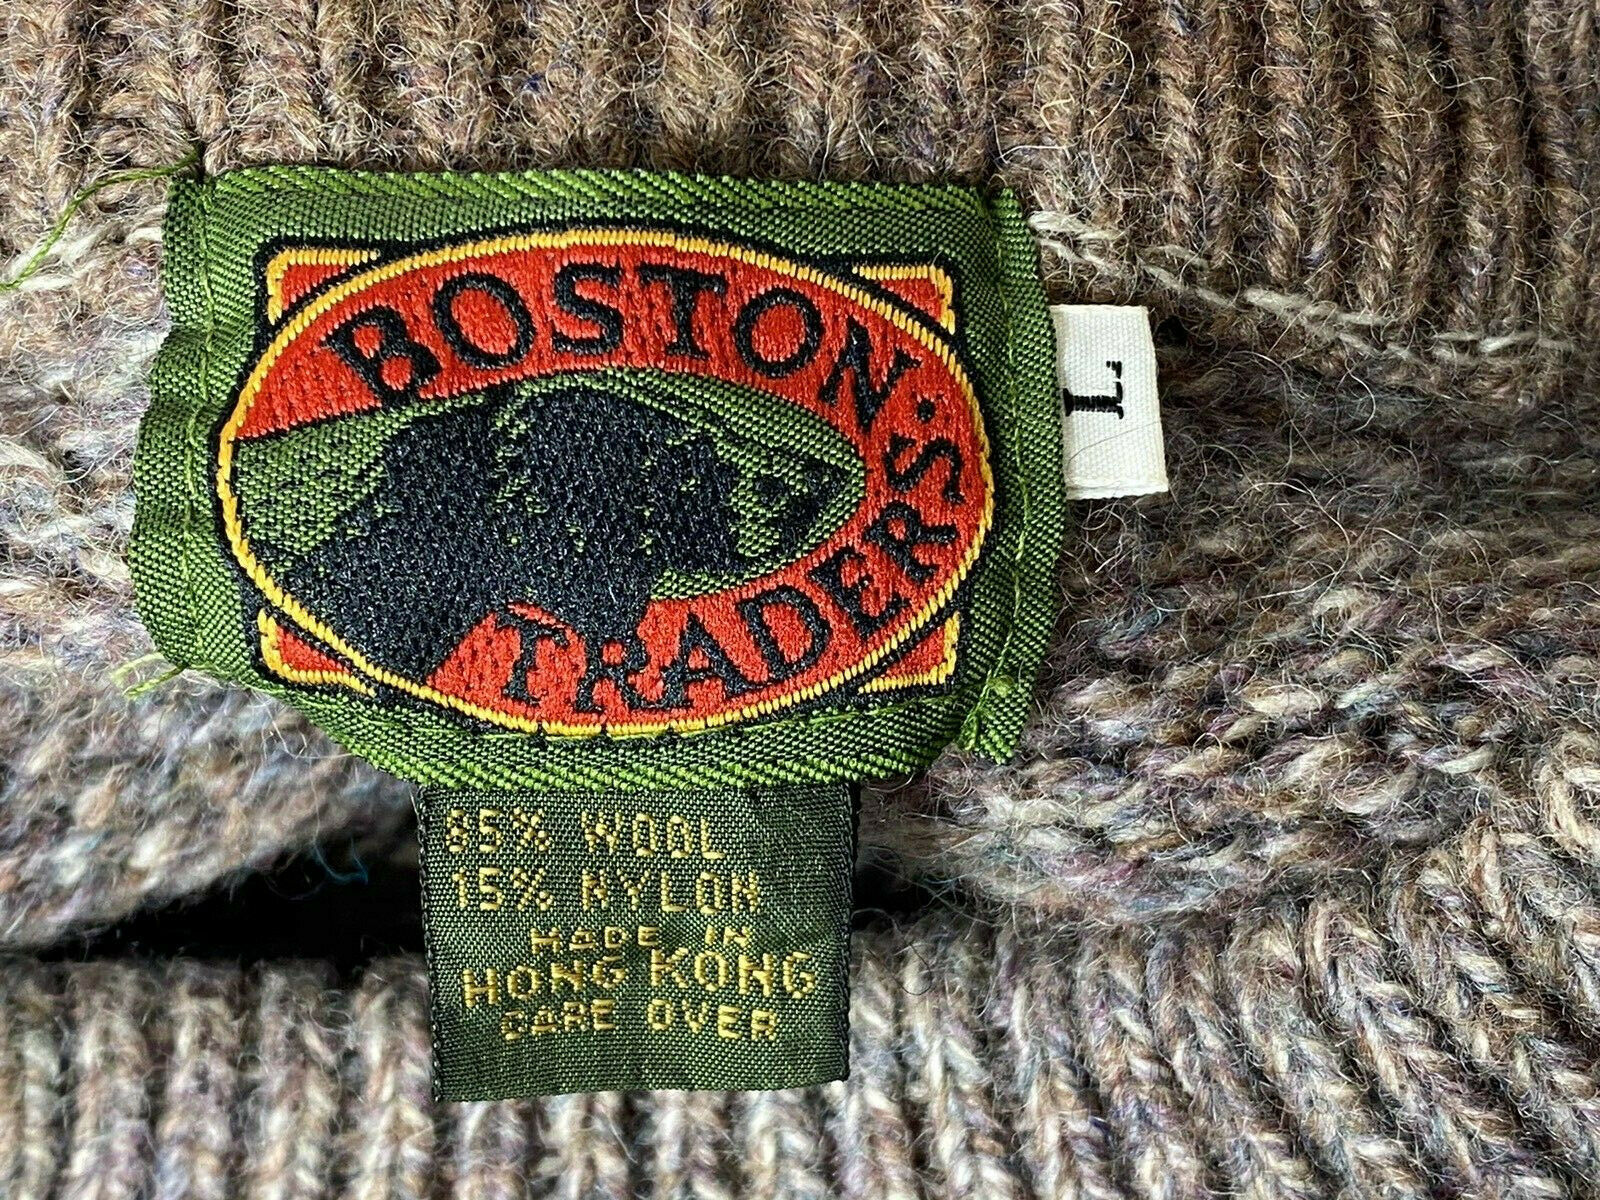 BOSTON
TRADERS
L.
85% WOOL
15% NYLON
MADE IN
HONG KONG
CARE OVER